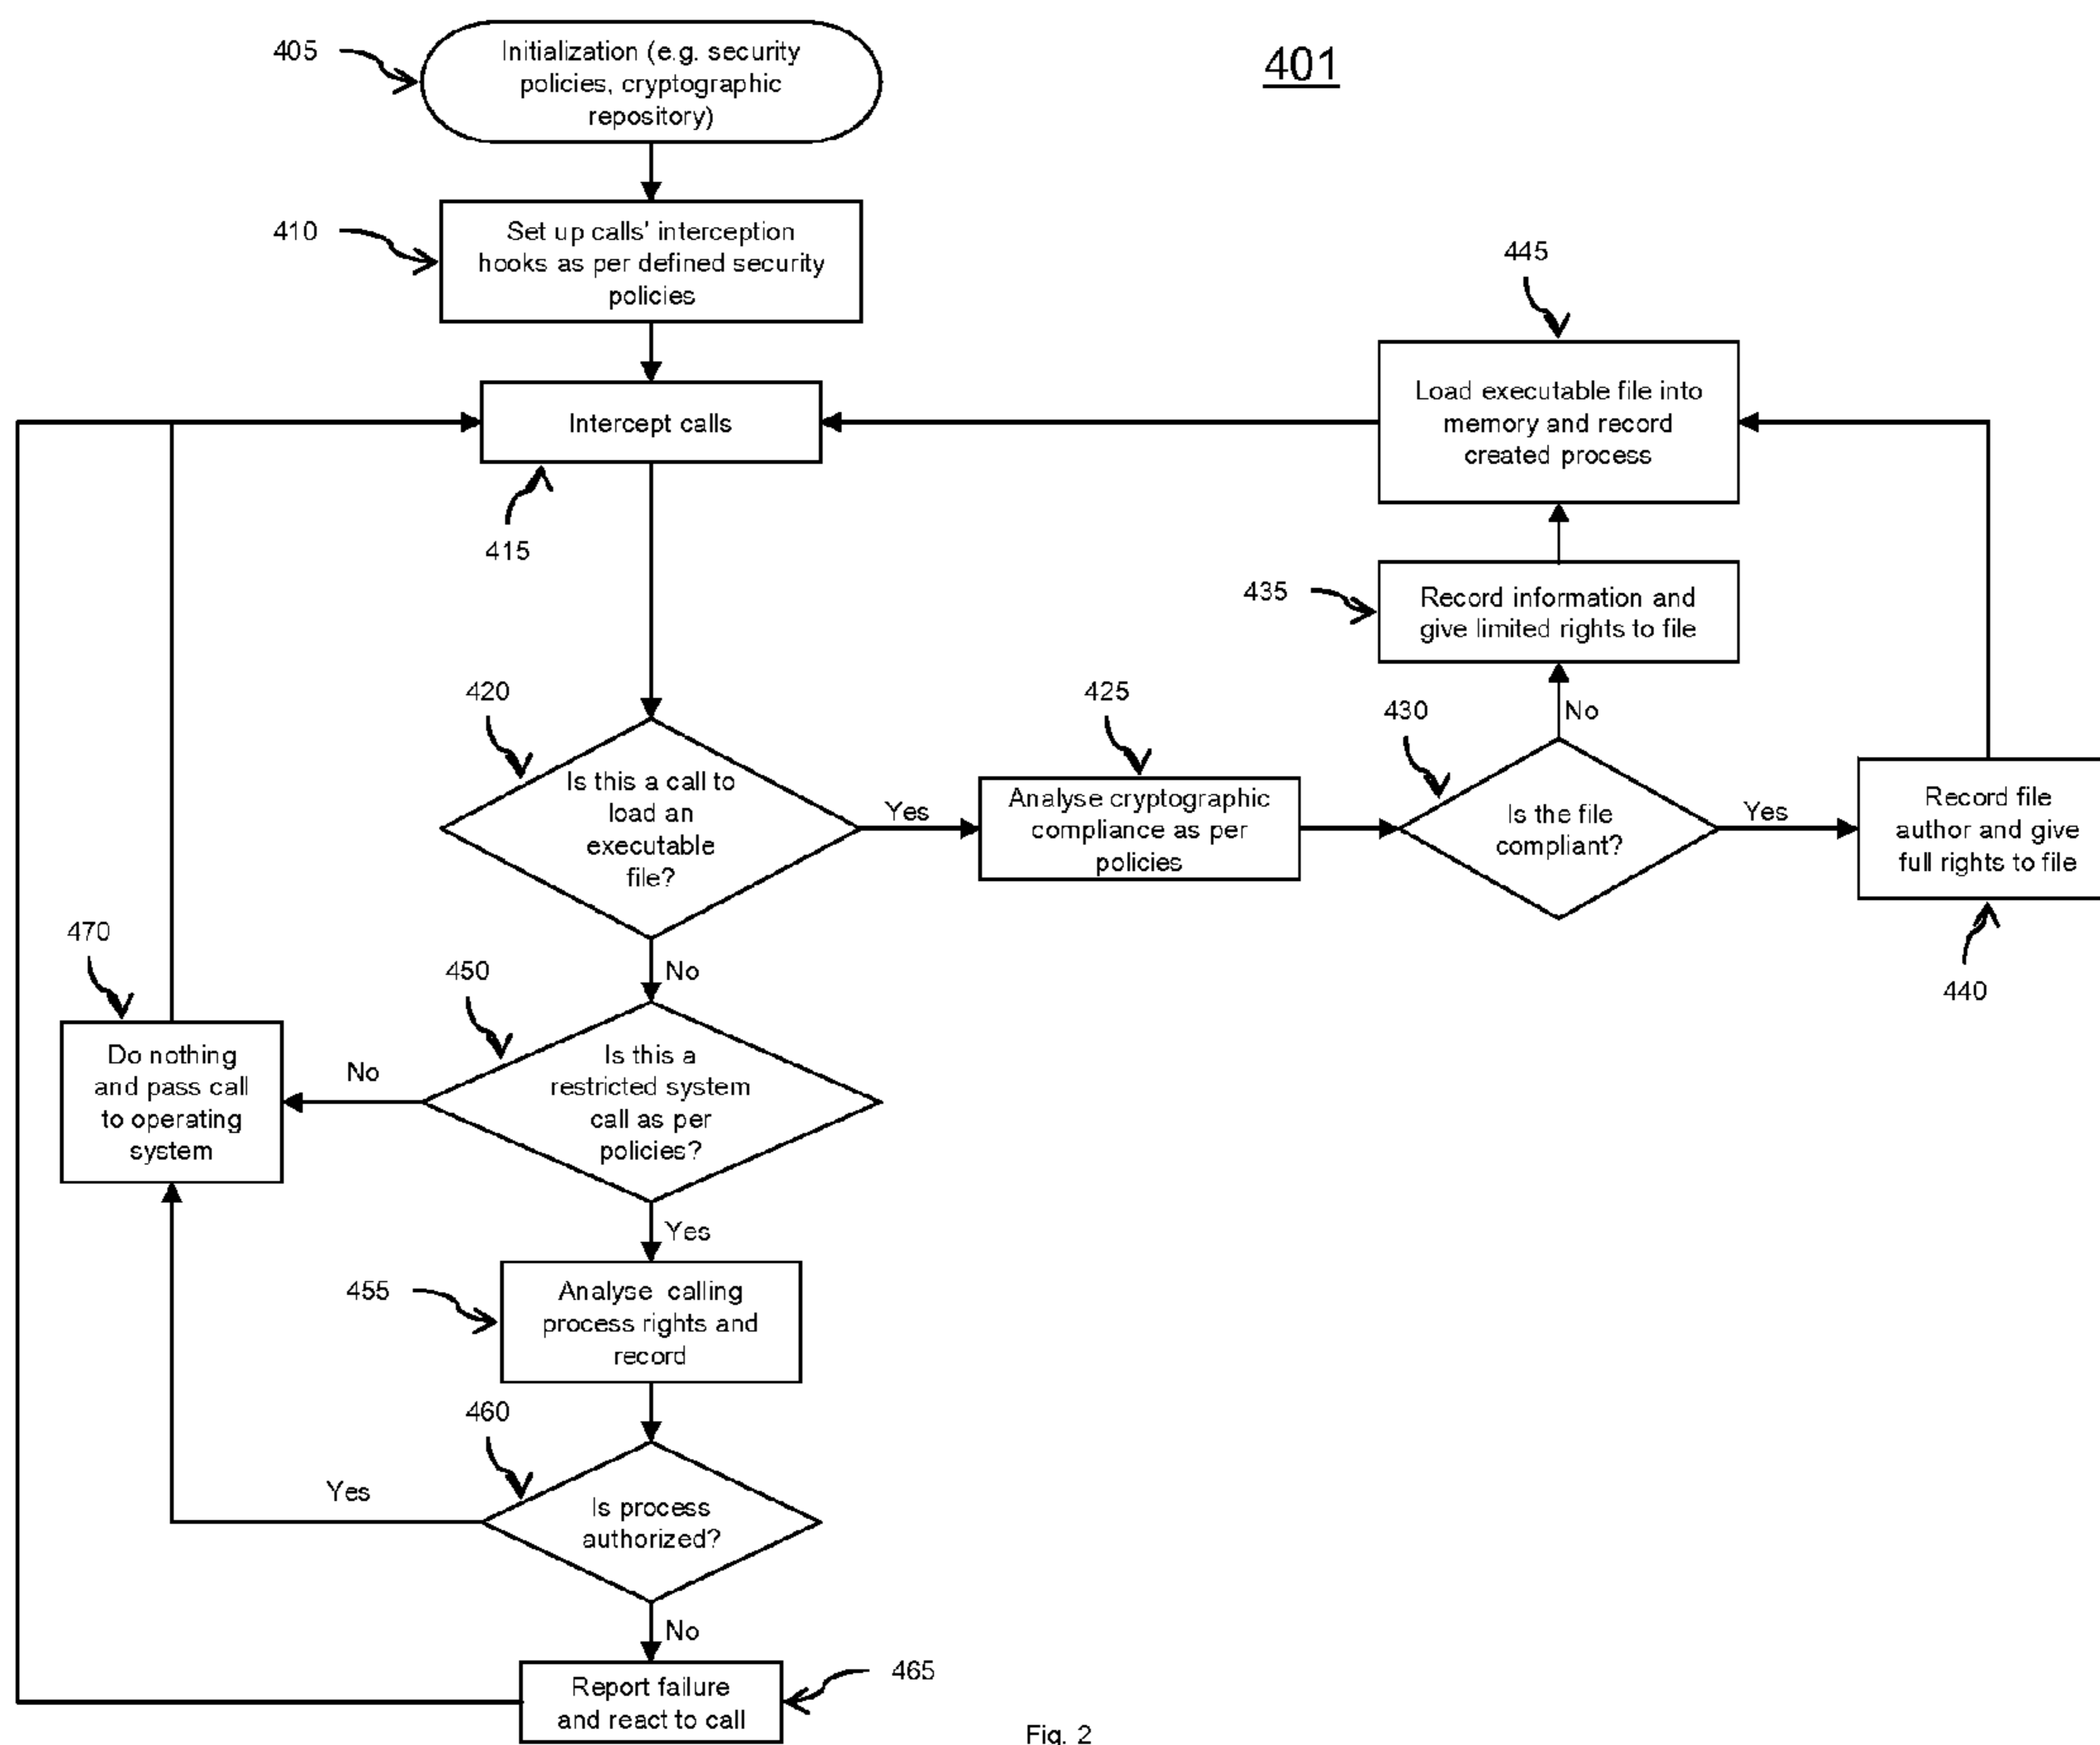 405
Initialization (e.g. security
policies, cryptographic
repository)
401
410
Set up calls' interception
hooks as per defined security
policies
445
Load executable file into
memory and record
created process
Intercept calls
415
435
Record information and
give limited rights to file
420
425
430
No
Is this a call to
load an
executable
file?
Yes
Analyse cryptographic
compliance as per
policies
Is the file
compliant?
Yes
Record file
author and give
full rights to file
440
470
450
No
Do nothing
and pass call
to operating
system
No
Is this a
restricted system
call as per
policies?
Yes
455
Analyse calling
process rights and
record
460
Yes
Is process
authorized?
No
465
Report failure
and react to call
Fig. 2